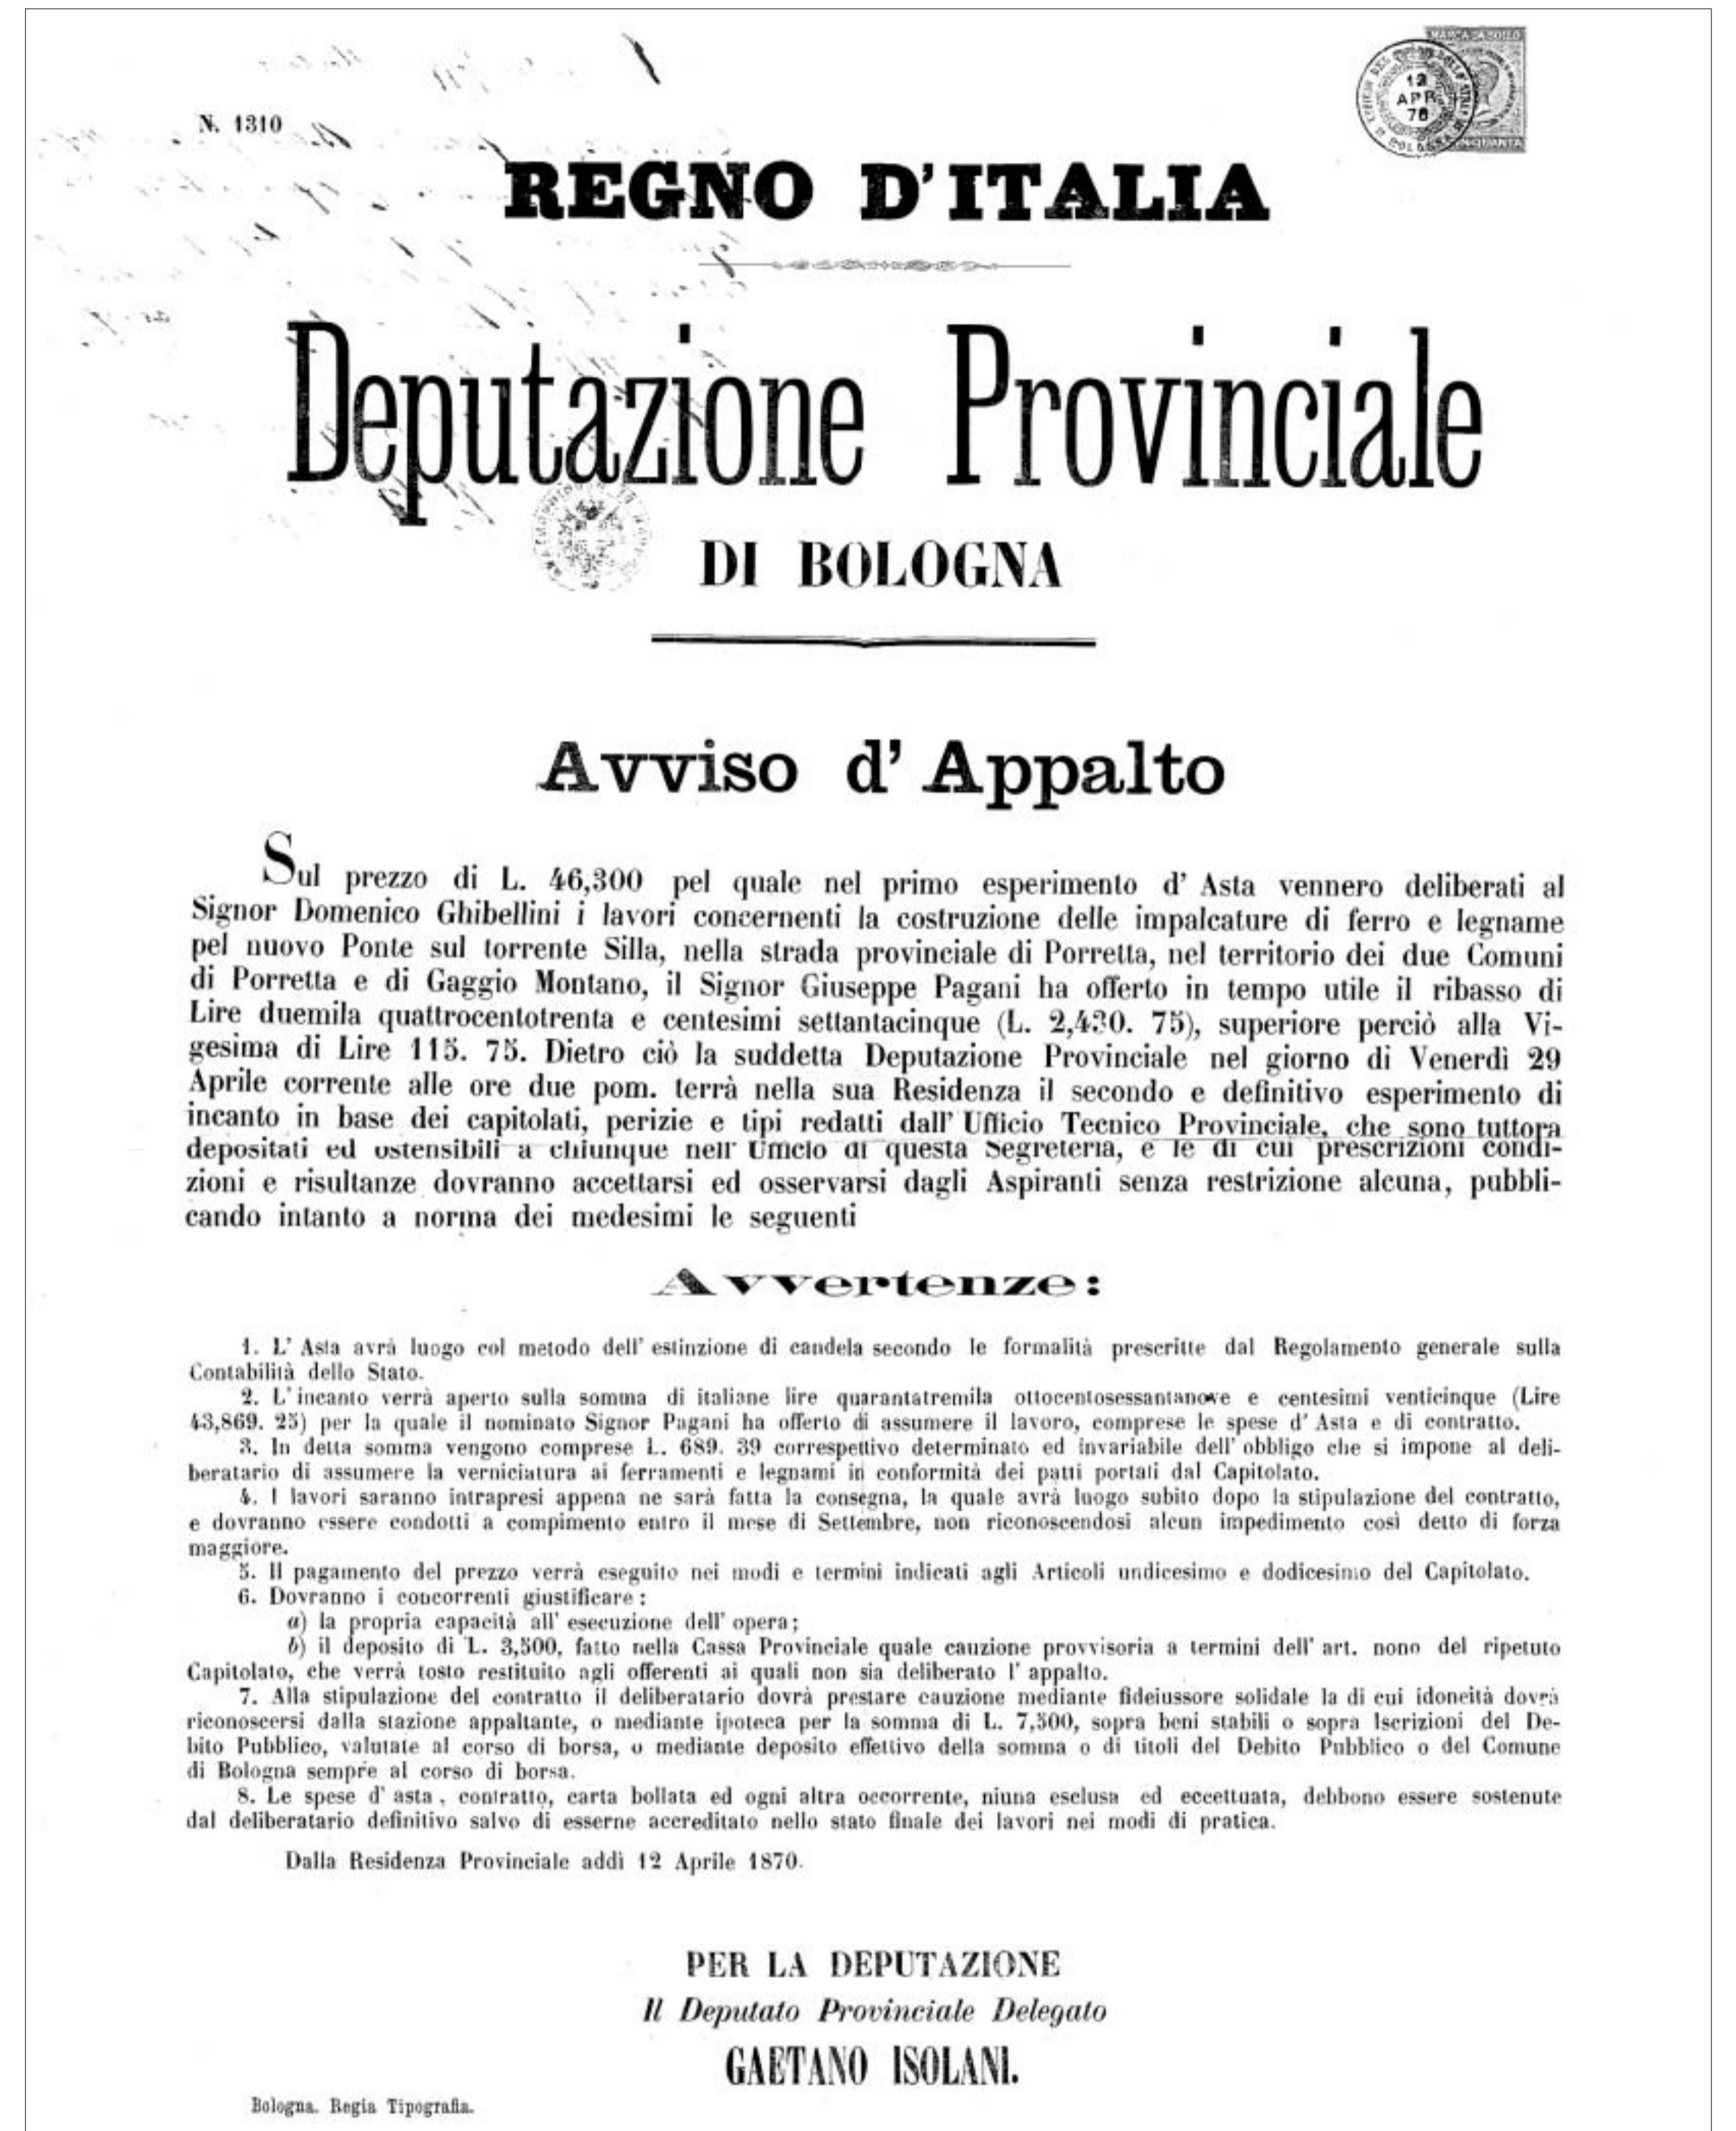 N. 1310
MARCA DA BOLLO
12
APR
70
REGNO D'ITALIA
Deputazione Provinciale
DI BOLOGNA
Avviso d' Appalto
Sul prezzo di L. 46,300 pel quale nel primo esperimento d' Asta vennero deliberati al
Signor Domenico Ghibellini i lavori concernenti la costruzione delle impalcature di ferro e legname
pel nuovo Ponte sul torrente Silla, nella strada provinciale di Porretta, nel territorio dei due Comuni
di Porretta e di Gaggio Montano, il Signor Giuseppe Pagani ha offerto in tempo utile il ribasso di
Lire duemila quattrocentotrenta e centesimi settantacinque (L. 2,430. 75), superiore perciò alla Vi-
gesima di Lire 115. 75. Dietro ciò la suddetta Deputazione Provinciale nel giorno di Venerdì 29
Aprile corrente alle ore due pom. terrà nella sua Residenza il secondo e definitivo esperimento di
incanto in base dei capitolati, perizie e tipi redatti dall' Ufficio Tecnico Provinciale, che sono tuttora
depositati ed ostensibili a chiunque nell' Ufficio di questa Segreteria, e le di cui prescrizioni condi-
zioni e risultanze dovranno accettarsi ed osservarsi dagli Aspiranti senza restrizione alcuna, pubbli-
cando intanto a norma dei medesimi le seguenti
Avvertenze:
1. L' Asta avrà luogo col metodo dell' estinzione di candela secondo le formalità prescritte dal Regolamento generale sulla
Contabilità dello Stato.
2. L' incanto verrà aperto sulla somma di italiane lire quarantatremila ottocentosessantanove e centesimi venticinque (Lire
43,869. 25) per la quale il nominato Signor Pagani ha offerto di assumere il lavoro, comprese le spese d' Asta e di contratto.
3. In detta somma vengono comprese L. 689. 39 correspettivo determinato ed invariabile dell' obbligo che si impone al deli-
beratario di assumere la verniciatura ai ferramenti e legnami in conformità dei patti portati dal Capitolato.
4. I lavori saranno intrapresi appena ne sarà fatta la consegna, la quale avrà luogo subito dopo la stipulazione del contratto,
e dovranno essere condotti a compimento entro il mese di Settembre, non riconoscendosi alcun impedimento così detto di forza
maggiore.
5. Il pagamento del prezzo verrà eseguito nei modi e termini indicati agli Articoli undicesimo e dodicesimo del Capitolato.
6. Dovranno i concorrenti giustificare :
a) la propria capacità all' esecuzione dell' opera;
b) il deposito di L. 3,500, fatto nella Cassa Provinciale quale cauzione provvisoria a termini dell' art. nono del ripetuto
Capitolato, che verrà tosto restituito agli offerenti ai quali non sia deliberato l' appalto.
7. Alla stipulazione del contratto il deliberatario dovrà prestare cauzione mediante fideiussore solidale la di cui idoneità dovrà
riconoscersi dalla stazione appaltante, o mediante ipoteca per la somma di L. 7,500, sopra beni stabili o sopra Iscrizioni del De-
bito Pubblico, valutate al corso di borsa, o mediante deposito effettivo della somma o di titoli del Debito Pubblico o del Comune
di Bologna sempre al corso di borsa.
8. Le spese d' asta , contratto, carta bollata ed ogni altra occorrente, niuna esclusa ed eccettuata, debbono essere sostenute
dal deliberatario definitivo salvo di esserne accreditato nello stato finale dei lavori nei modi di pratica.
Dalla Residenza Provinciale addì 12 Aprile 1870.
PER LA DEPUTAZIONE
Il Deputato Provinciale Delegato
GAETANO ISOLANI.
Bologna. Regia Tipografia.